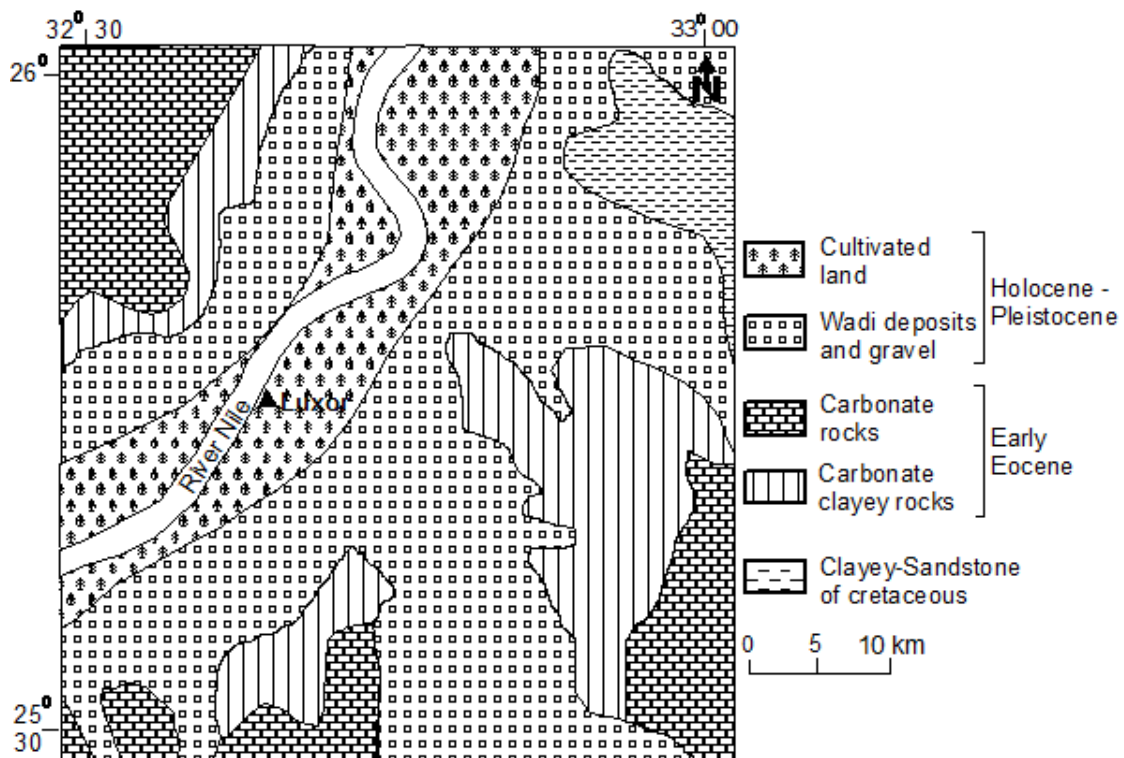 32° 30
33° 00
26°
N
Luxor
River Nile
25°
30
Cultivated
land
Wadi deposits
and gravel
Holocene -
Pleistocene
Carbonate
rocks
Carbonate
clayey rocks
Early
Eocene
Clayey-Sandstone
of cretaceous
0 5 10 km